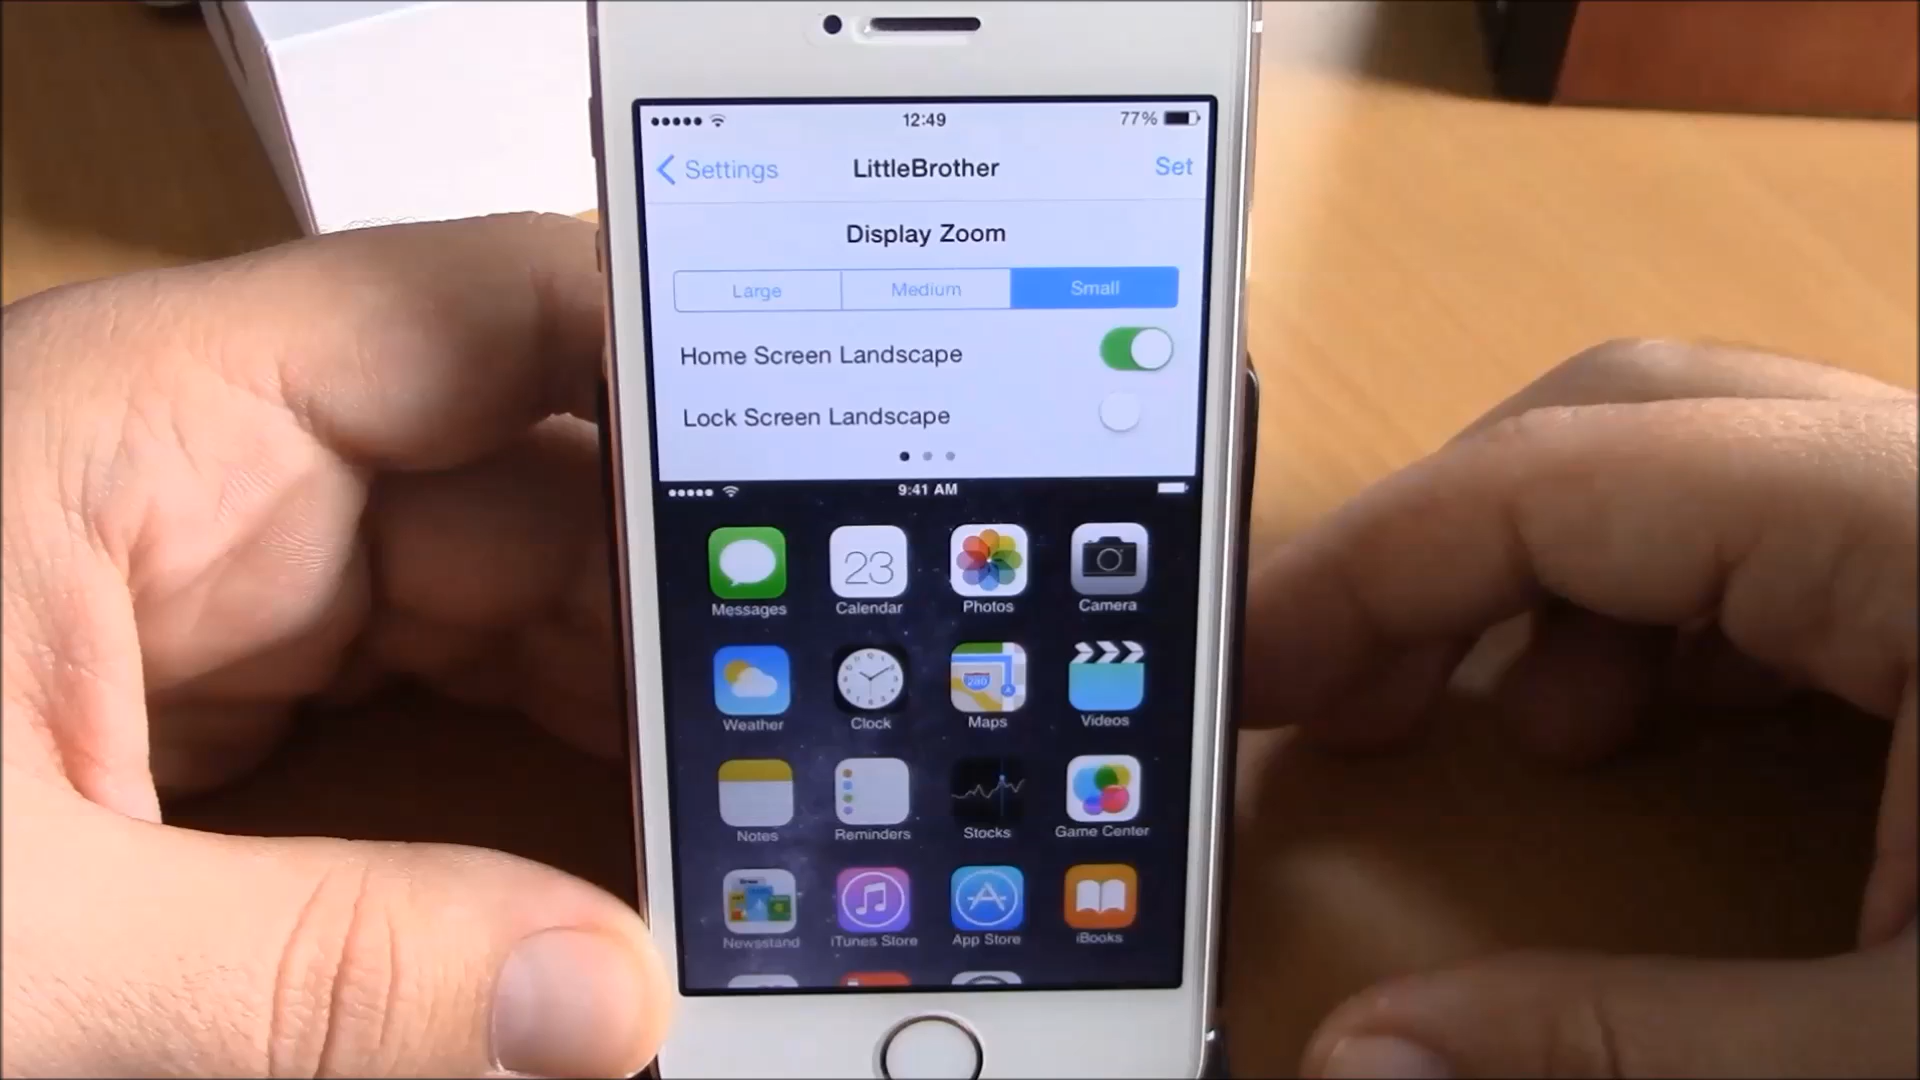 12:49 77%
Settings LittleBrother Set
Display Zoom
Large Medium Small
Home Screen Landscape
Lock Screen Landscape
9:41 AM
23
Messages Calendar Photos Camera
280
Weather Clock Maps Videos
Notes Reminders Stocks Game Center
Newsstand iTunes Store App Store iBooks